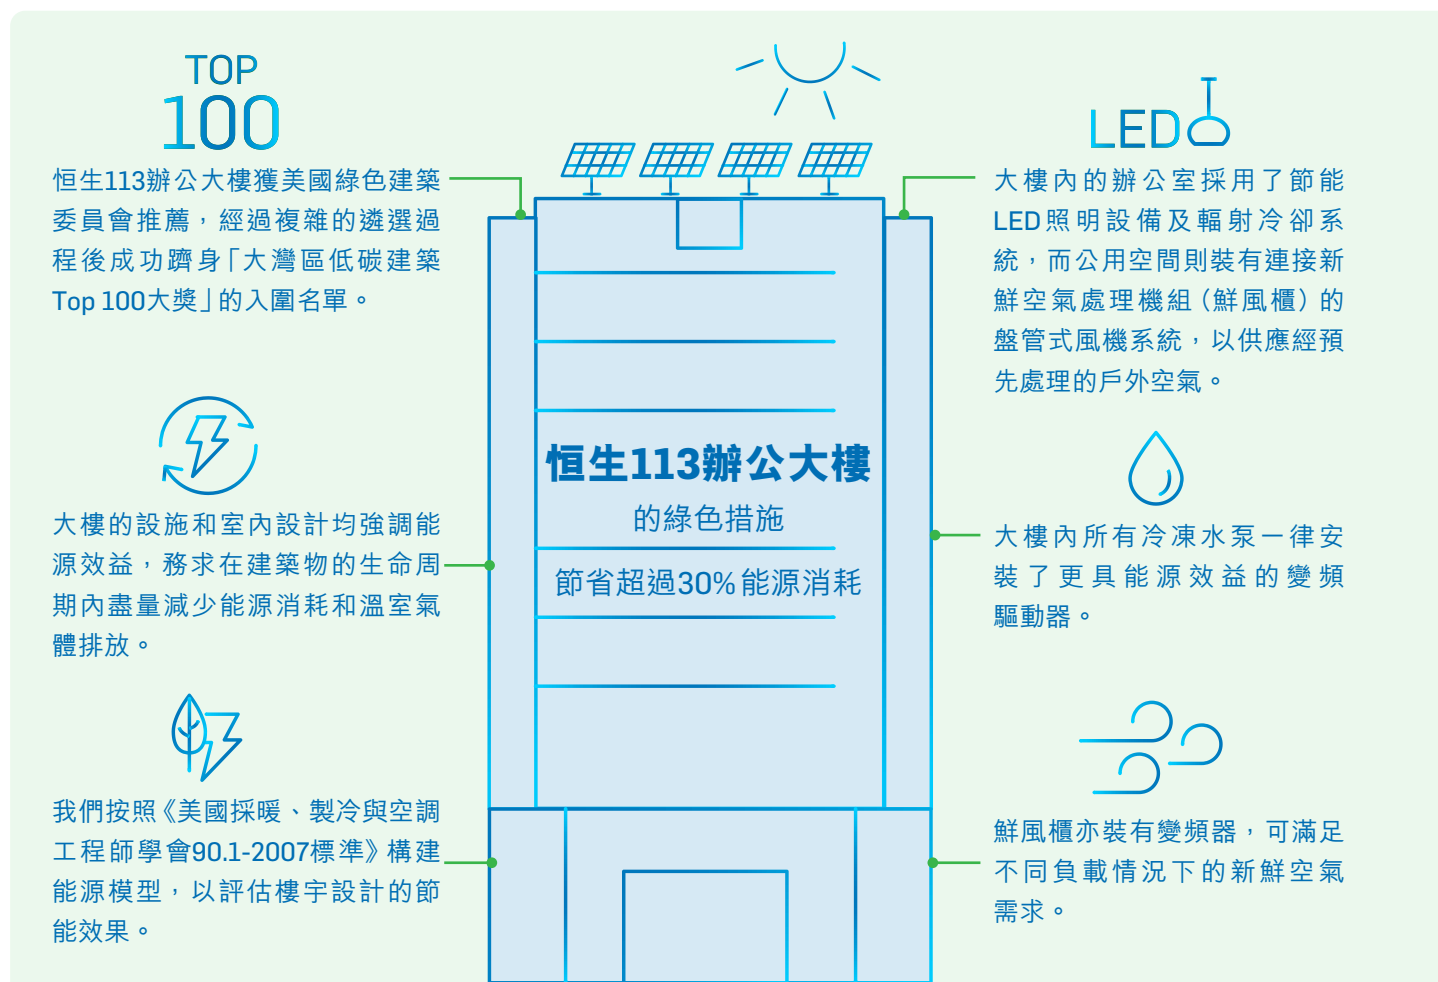 TOP
100
恒生113辦公大樓獲美國綠色建築
委員會推薦，經過複雜的遴選過
程後成功躋身「大灣區低碳建築
Top 100大獎」的入圍名單。
大樓的設施和室內設計均強調能
源效益，務求在建築物的生命周
期內盡量減少能源消耗和溫室氣
體排放。
我們按照《美國採暖、製冷與空調
工程師學會90.1-2007標準》構建
能源模型，以評估樓宇設計的節
能效果。
恒生113辦公大樓
的綠色措施
節省超過30%能源消耗
LED
大樓內的辦公室採用了節能
LED照明設備及輻射冷卻系
統，而公用空間則裝有連接新
鮮空氣處理機組（鮮風櫃）的
盤管式風機系統，以供應經預
先處理的戶外空氣。
大樓內所有冷凍水泵一律安
裝了更具能源效益的變頻
驅動器。
鮮風櫃亦裝有變頻器，可滿足
不同負載情況下的新鮮空氣
需求。